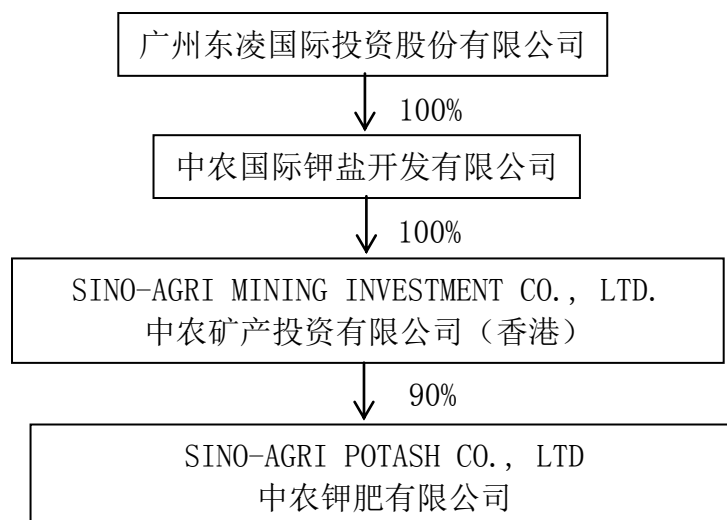 广州东凌国际投资股份有限公司
100%
中农国际钾盐开发有限公司
100%
SINO-AGRI MINING INVESTMENT CO., LTD.
中农矿产投资有限公司（香港）
90%
SINO-AGRI POTASH CO., LTD
中农钾肥有限公司